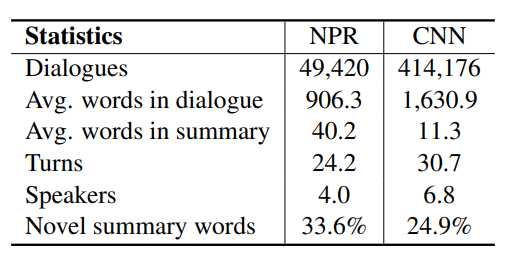 Statistics NPR CNN
Dialogues 49,420 414,176
Avg. words in dialogue 906.3 1,630.9
Avg. words in summary 40.2 11.3
Turns 24.2 30.7
Speakers 4.0 6.8
Novel summary words 33.6% 24.9%